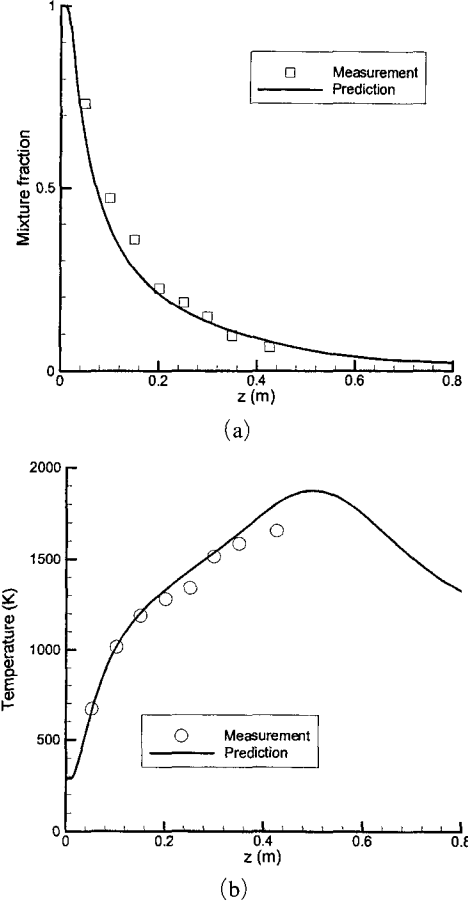 1
Mixture fraction
0.5
0
Measurement
Prediction
0 0.2 0.4 0.6 0.8
z (m)
(a)
2000
1500
Temperature (K)
1000
500
0
Measurement
Prediction
0 0.2 0.4 0.6 0.8
z (m)
(b)